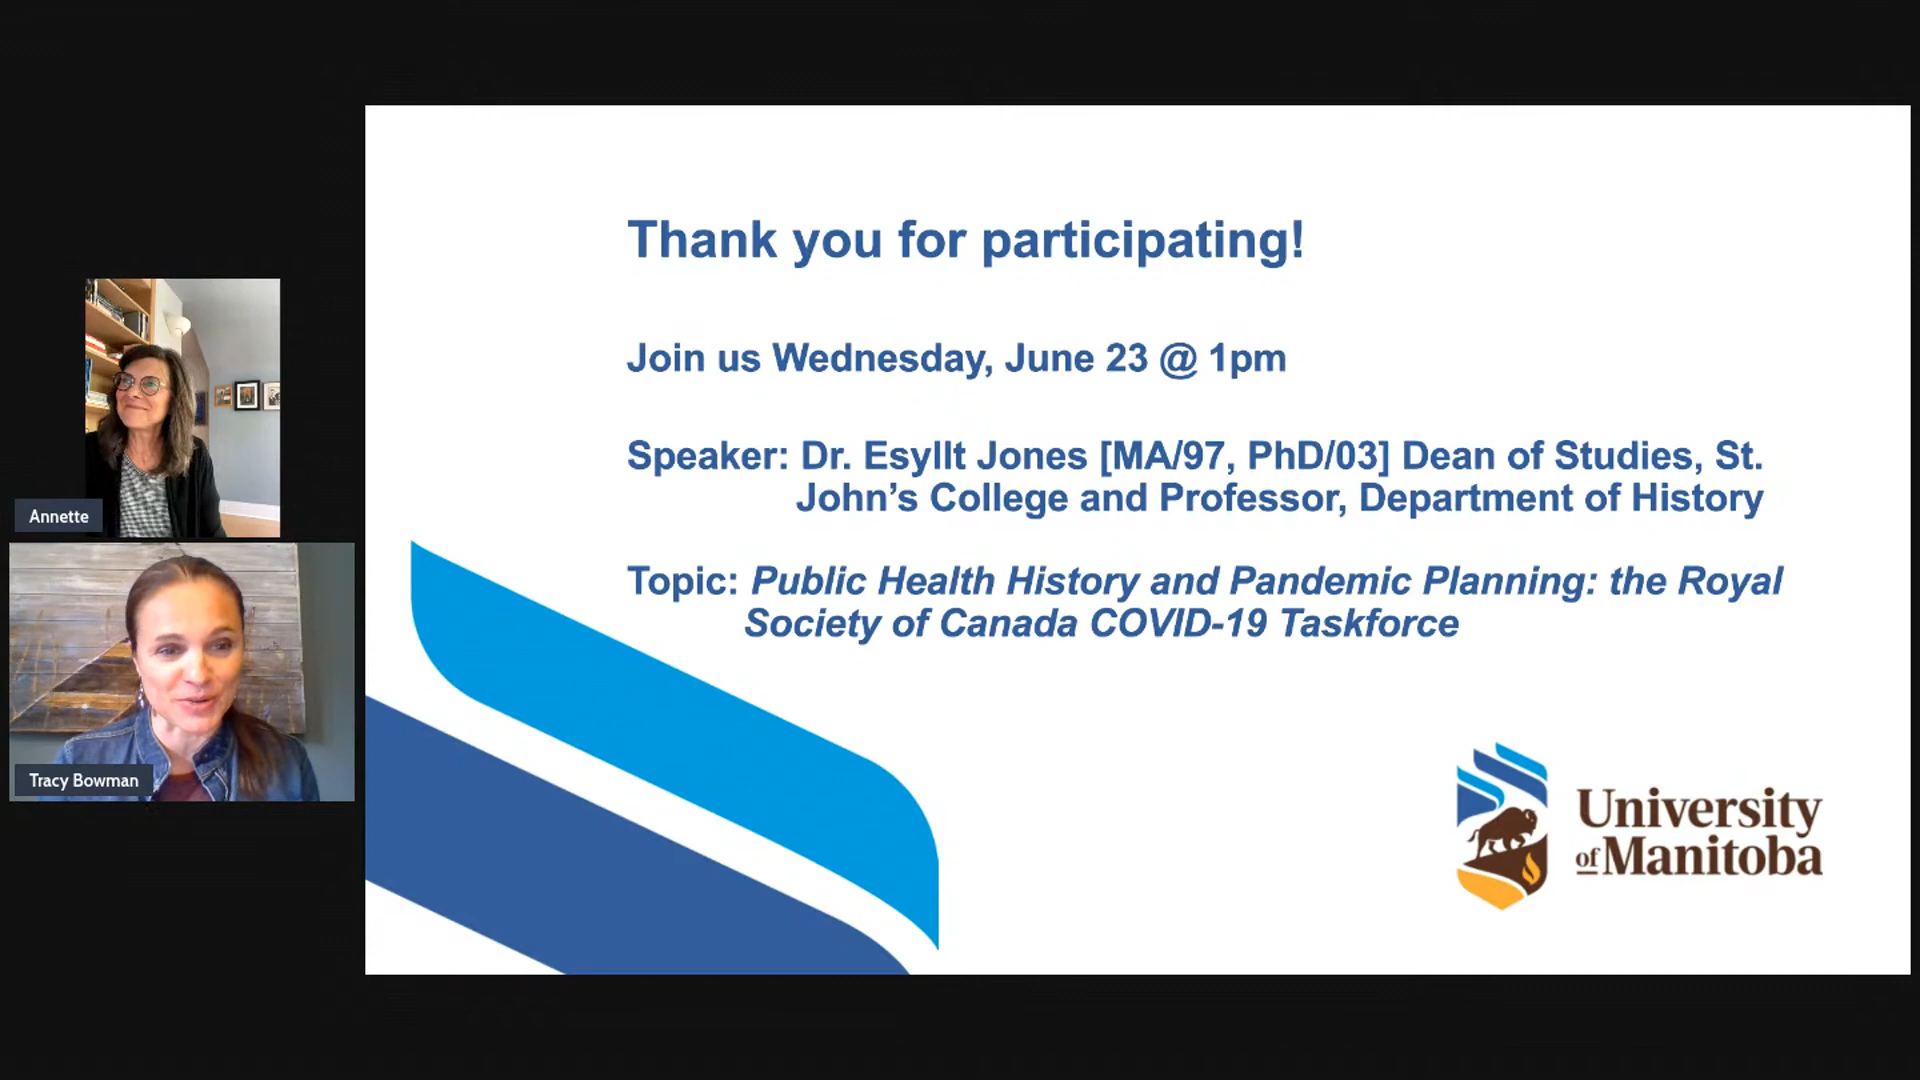 Thank you for participating!
Join us Wednesday, June 23 @ 1pm
Speaker: Dr. Esyllt Jones [MA/97, PhD/03] Dean of Studies, St.
John’s College and Professor, Department of History
Topic: Public Health History and Pandemic Planning: the Royal
Society of Canada COVID-19 Taskforce
Annette
Tracy Bowman
University
of Manitoba